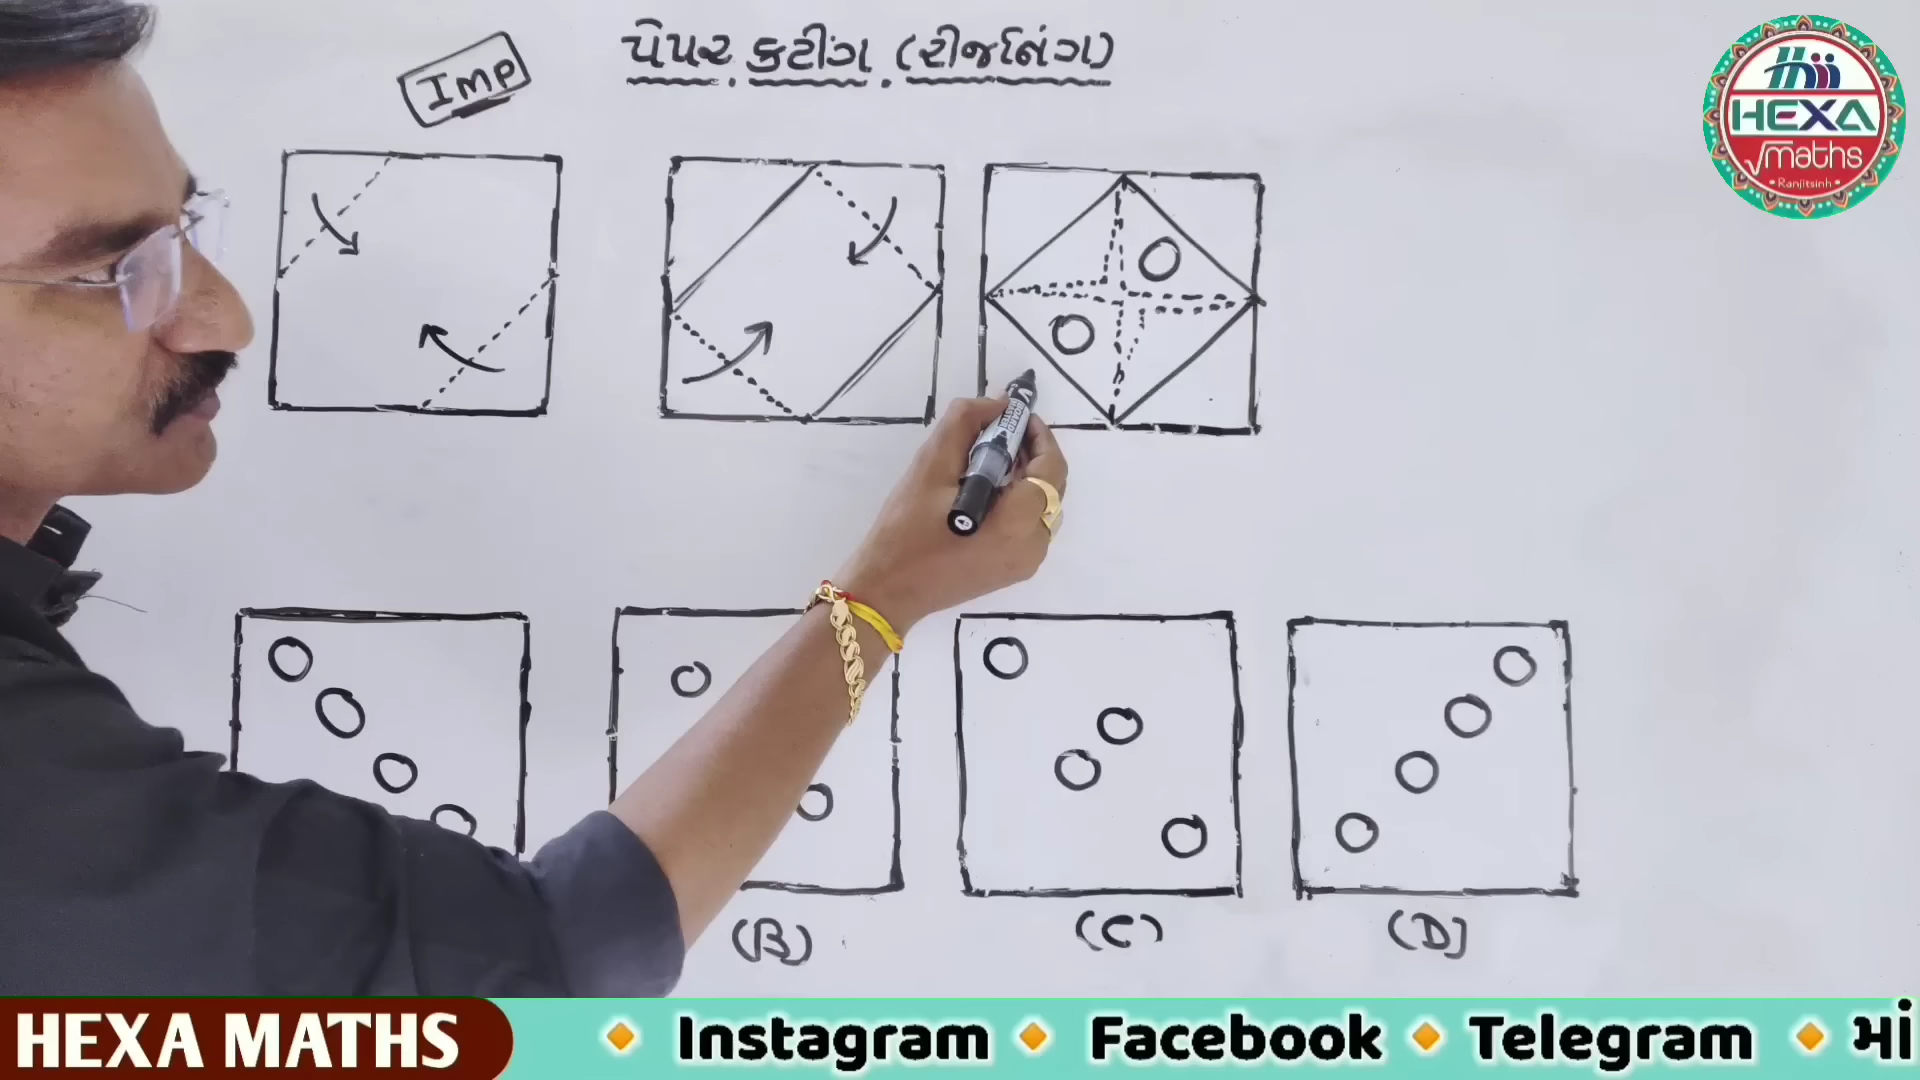 પેપર કટીંગ (રીજનિંગ)
IMP
HEXA
√maths
Ranjitsinh
(B)
(C)
(D)
HEXA MATHS
Instagram Facebook Telegram માં